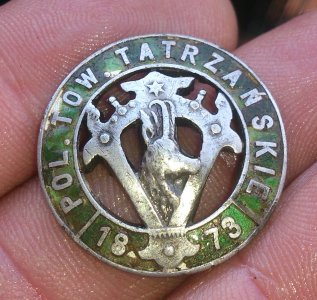 POL. TOW. TATRZAŃSKIE
1873